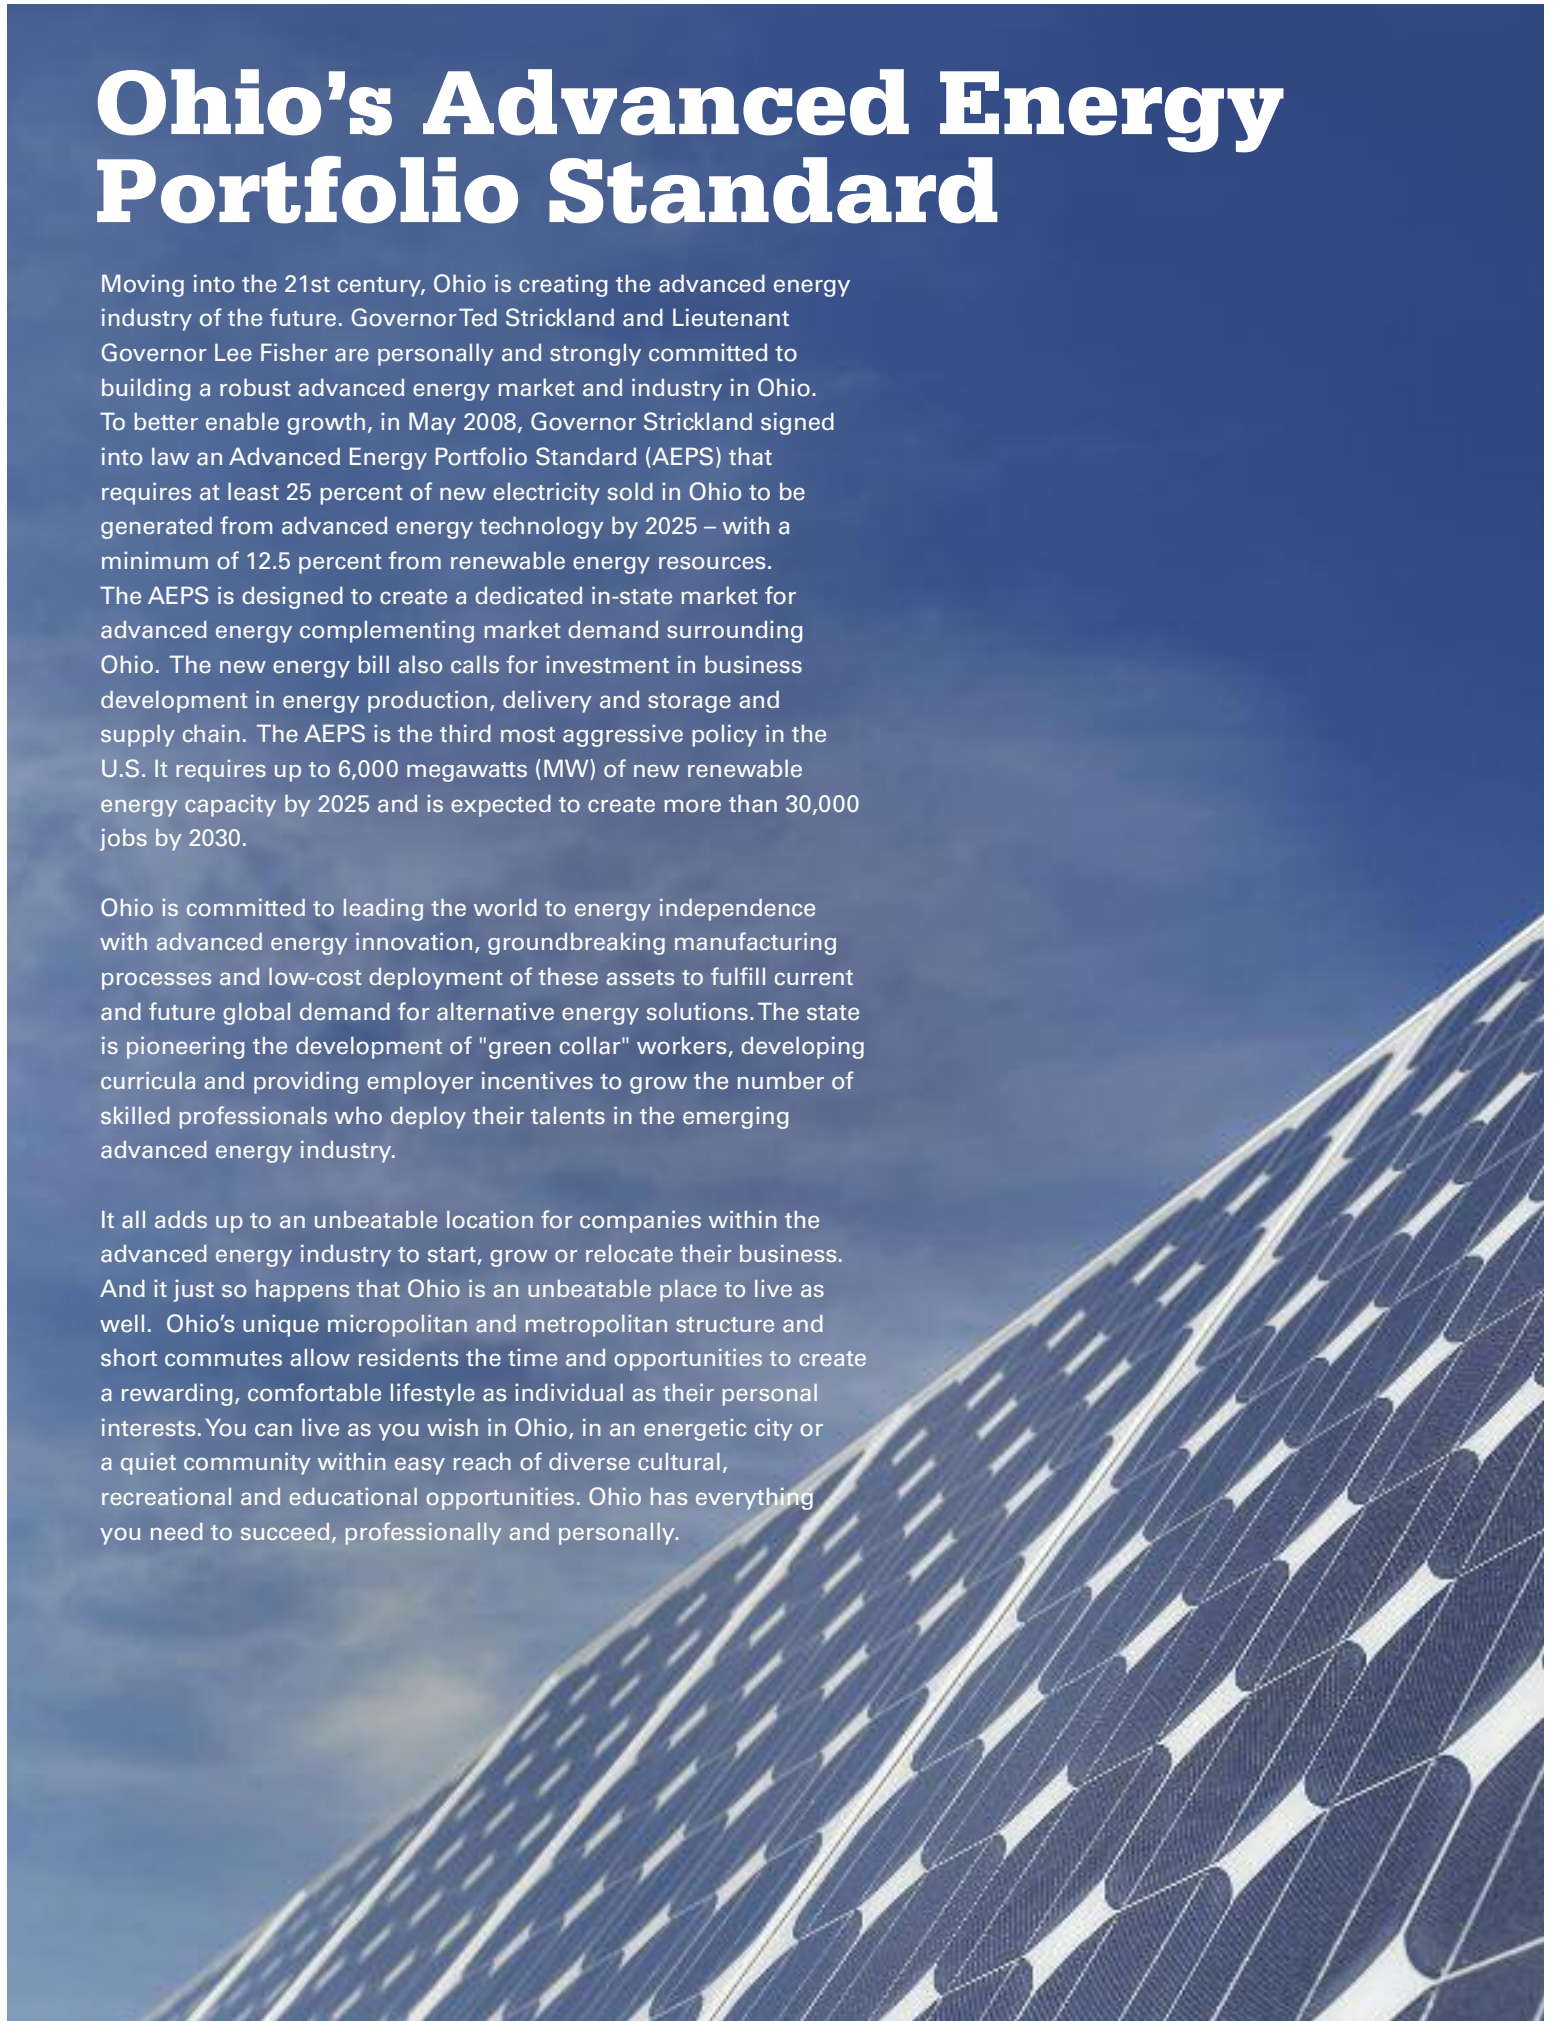 Ohio's Advanced Energy
Portfolio Standard
Moving into the 21st century, Ohio is creating the advanced energy
industry of the future. Governor Ted Strickland and Lieutenant
Governor Lee Fisher are personally and strongly committed to
building a robust advanced energy market and industry in Ohio.
To better enable growth, in May 2008, Governor Strickland signed
into law an Advanced Energy Portfolio Standard (AEPS) that
requires at least 25 percent of new electricity sold in Ohio to be
generated from advanced energy technology by 2025 – with a
minimum of 12.5 percent from renewable energy resources.
The AEPS is designed to create a dedicated in-state market for
advanced energy complementing market demand surrounding
Ohio. The new energy bill also calls for investment in business
development in energy production, delivery and storage and
supply chain. The AEPS is the third most aggressive policy in the
U.S. It requires up to 6,000 megawatts (MW) of new renewable
energy capacity by 2025 and is expected to create more than 30,000
jobs by 2030.
Ohio is committed to leading the world to energy independence
with advanced energy innovation, groundbreaking manufacturing
processes and low-cost deployment of these assets to fulfill current
and future global demand for alternative energy solutions. The state
is pioneering the development of "green collar" workers, developing
curricula and providing employer incentives to grow the number of
skilled professionals who deploy their talents in the emerging
advanced energy industry.
It all adds up to an unbeatable location for companies within the
advanced energy industry to start, grow or relocate their business.
And it just so happens that Ohio is an unbeatable place to live as
well. Ohio's unique micropolitan and metropolitan structure and
short commutes allow residents the time and opportunities to create
a rewarding, comfortable lifestyle as individual as their personal
interests. You can live as you wish in Ohio, in an energetic city or
a quiet community within easy reach of diverse cultural,
recreational and educational opportunities. Ohio has everything
you need to succeed, professionally and personally.